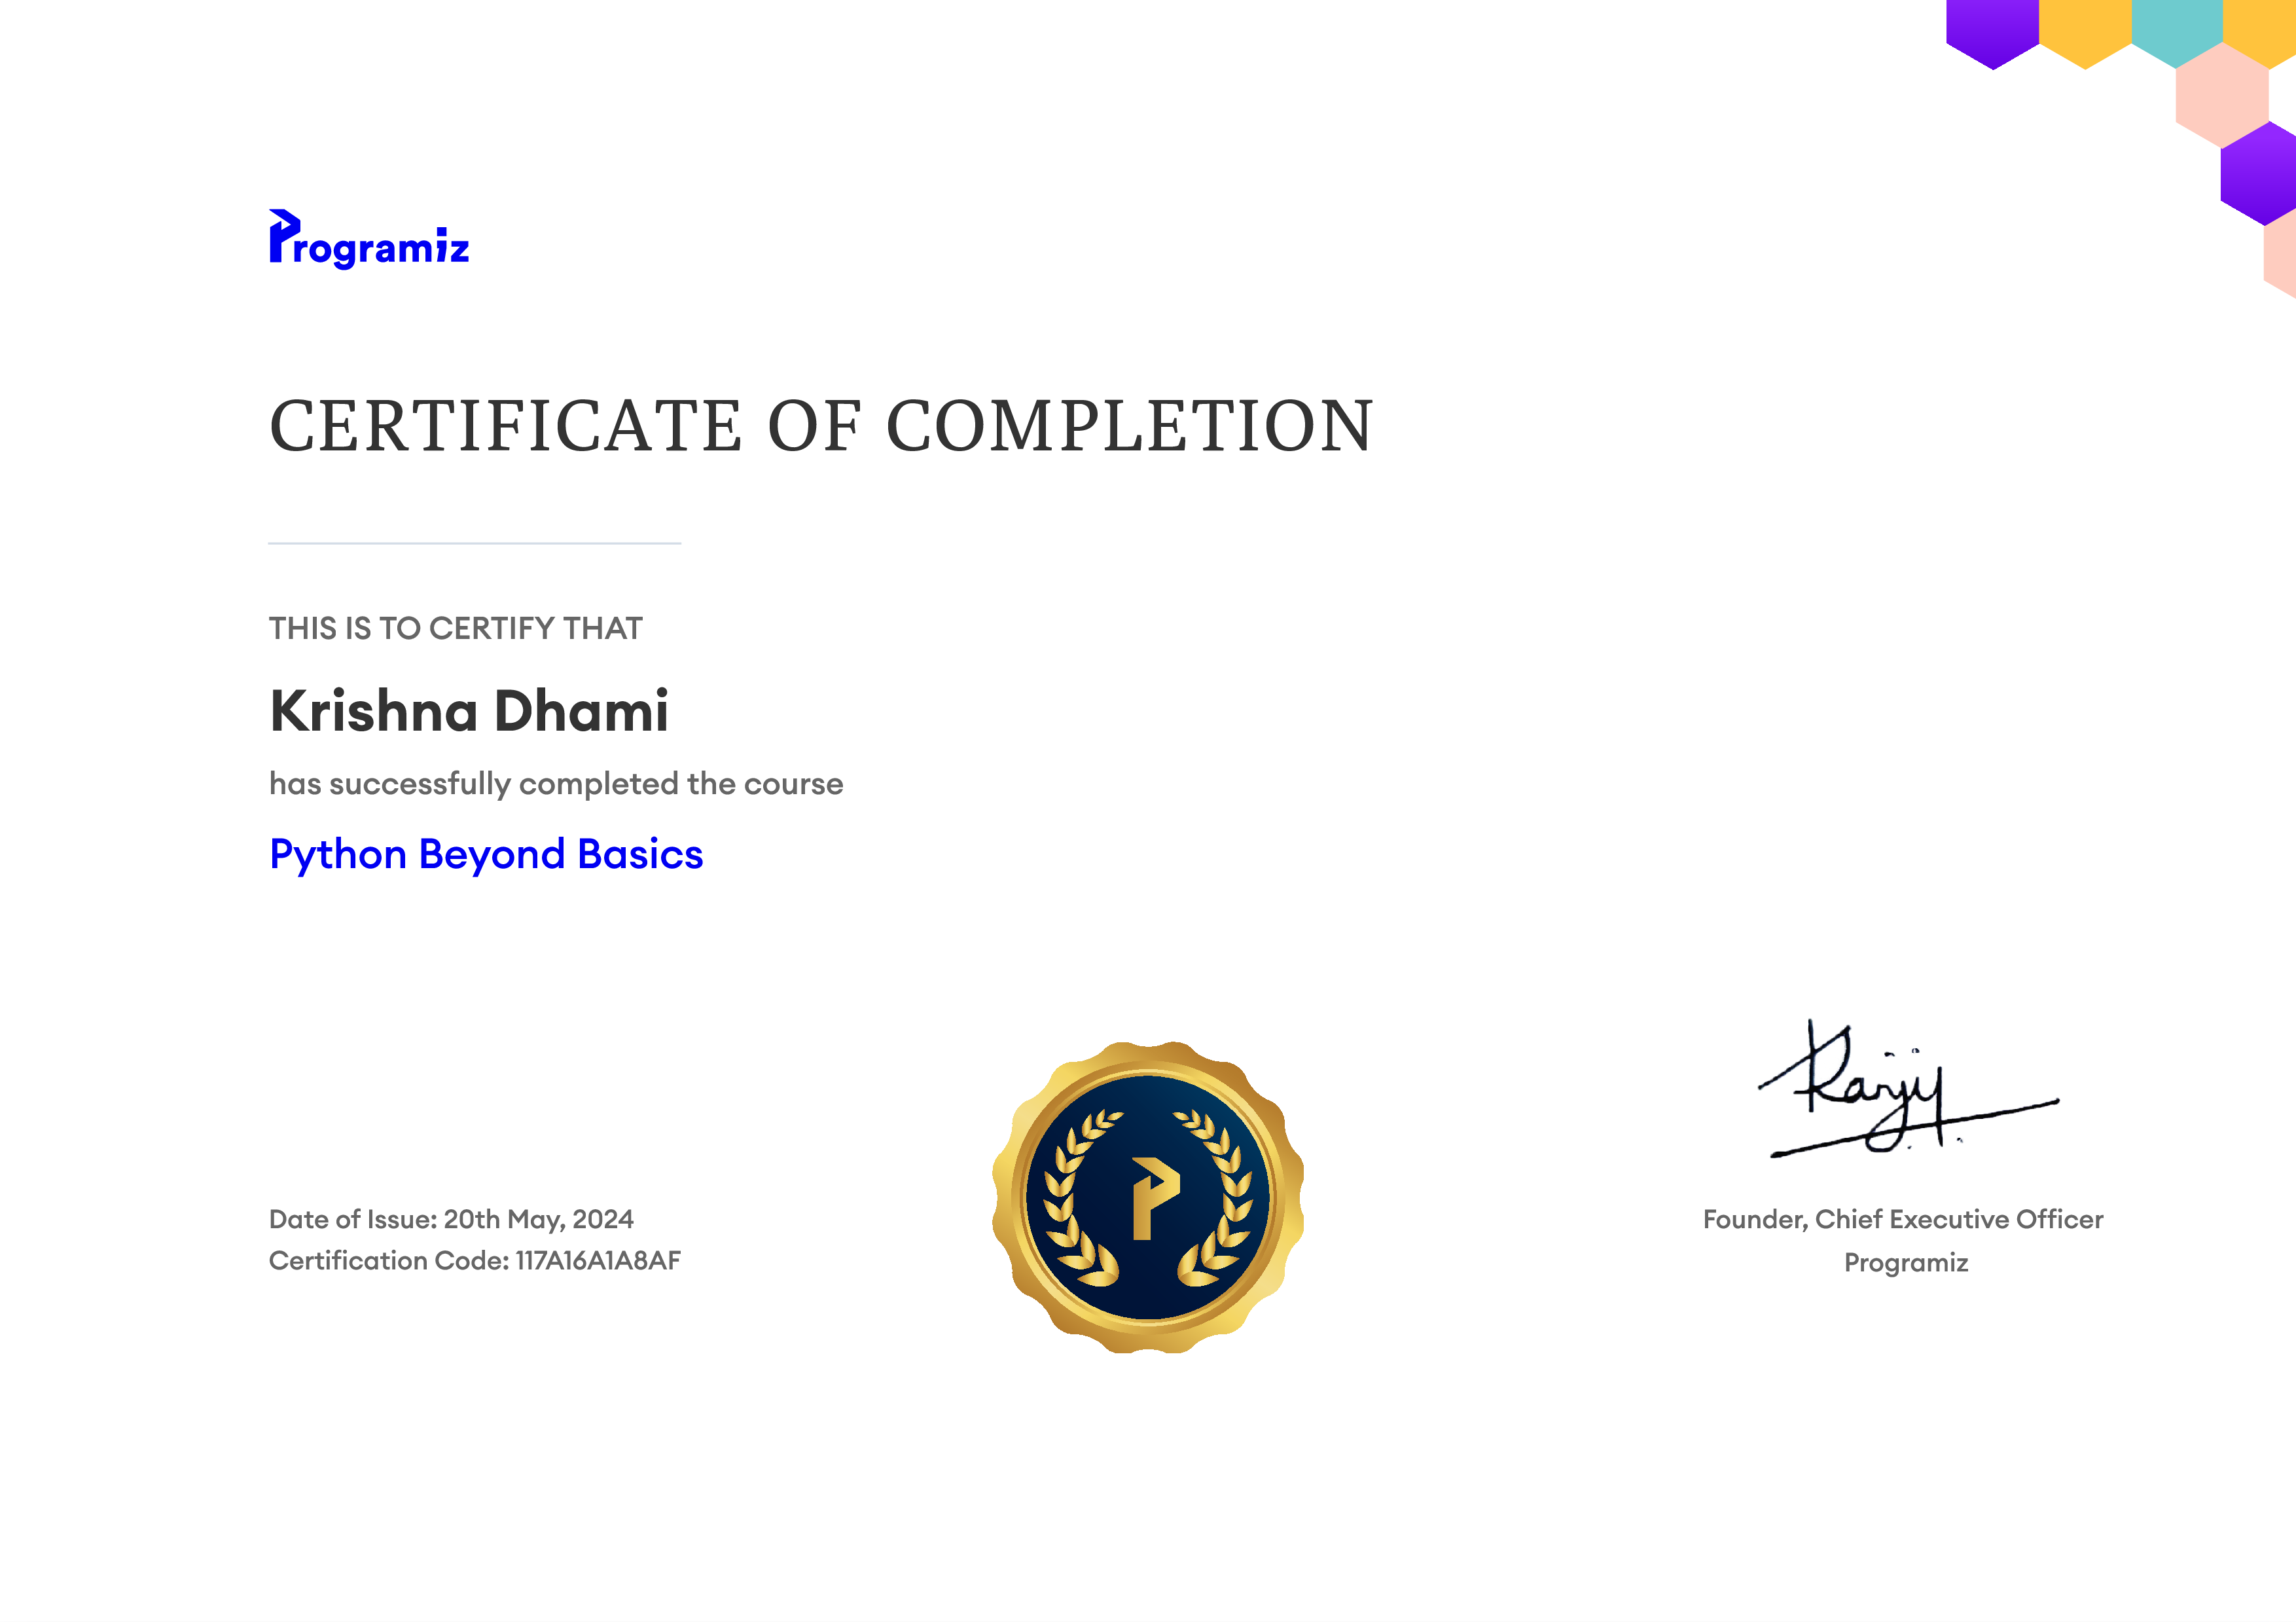 Programiz
CERTIFICATE OF COMPLETION
THIS IS TO CERTIFY THAT
Krishna Dhami
has successfully completed the course
Python Beyond Basics
Date of Issue: 20th May, 2024
Certification Code: 117A16A1A8AF
P
Founder, Chief Executive Officer
Programiz